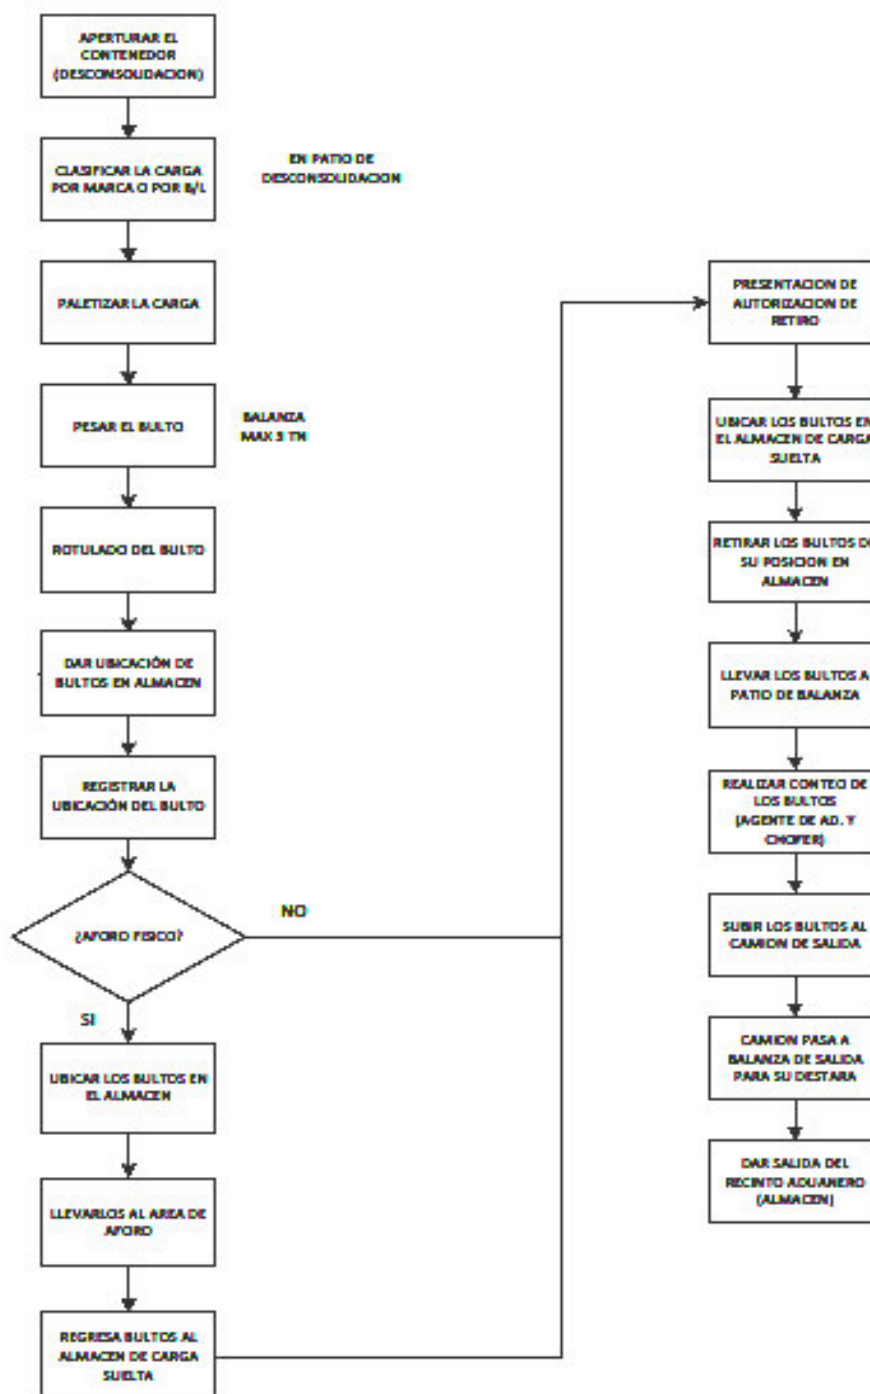 APERTURAR EL
CONTENEDOR
(DESCONSOLIDACION)
CLASIFICAR LA CARGA
POR MARCA O POR B/L
EN PATIO DE
DESCONSOLIDACION
PALETIZAR LA CARGA
PESAR EL BULTO
BALANZA
MAX 3 TN
ROTULADO DEL BULTO
DAR UBICACIÓN DE
BULTOS EN ALMACEN
REGISTRAR LA
UBICACIÓN DEL BULTO
¿AFORO FISICO?
NO
SI
UBICAR LOS BULTOS EN
EL ALMACEN
LLEVARLOS AL AREA DE
AFORO
REGRESA BULTOS AL
ALMACEN DE CARGA
SUELTA
PRESENTACION DE
AUTORIZACION DE
RETIRO
UBICAR LOS BULTOS EN
EL ALMACEN DE CARGA
SUELTA
RETIRAR LOS BULTOS DE
SU POSICION EN
ALMACEN
LLEVAR LOS BULTOS A
PATIO DE BALANZA
REALIZAR CONTEO DE
LOS BULTOS
(AGENTE DE AD. Y
CHOFER)
SUBIR LOS BULTOS AL
CAMION DE SALIDA
CAMION PASA A
BALANZA DE SALIDA
PARA SU DESTARA
DAR SALIDA DEL
RECINTO ADUANERO
(ALMACEN)